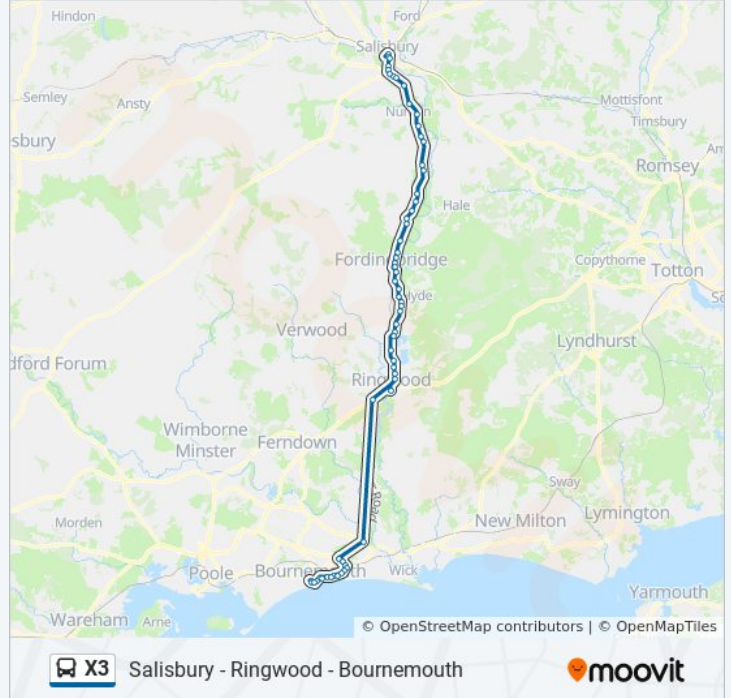 Hindon
Ford
Salisbury
Semley
Ansty
Mottisfont
Timsbury
sbury
Romsey
Hale
Fordingbridge
Copythorne
Totton
Hyde
Verwood
Lyndhurst
dford Forum
Ringwood
Wimborne
Minster
Ferndown
Sway
Road
Lymington
New Milton
Morden
Poole
Bournemouth
Wick
Yarmouth
Wareham
Arne
© OpenStreetMap contributors | © OpenMapTiles
X3 Salisbury - Ringwood - Bournemouth
moovit